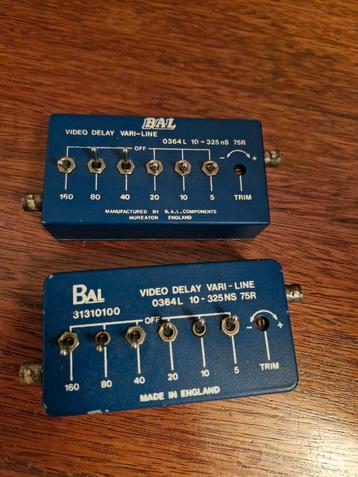 BAL
VIDEO DELAY VARI-LINE
0364L 10-325nS 75R
OFF
- +
160 80 40 20 10 5 TRIM
MANUFACTURED BY B.A.L. COMPONENTS
NUNEATON ENGLAND
BAL
31310100
VIDEO DELAY VARI-LINE
0364L 10-325NS 75R
OFF
- +
160 80 40 20 10 5 TRIM
MADE IN ENGLAND